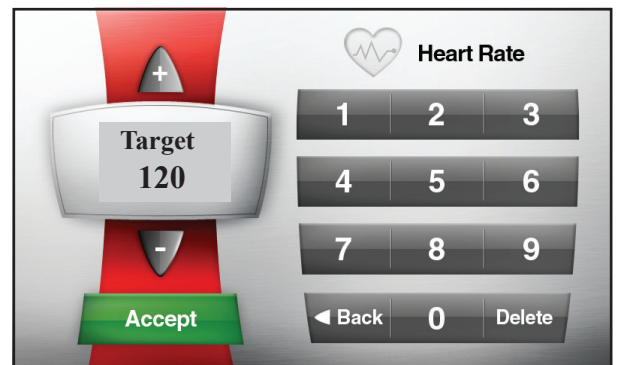 +
Target
120
-
Accept
Heart Rate
1 2 3
4 5 6
7 8 9
Back 0 Delete